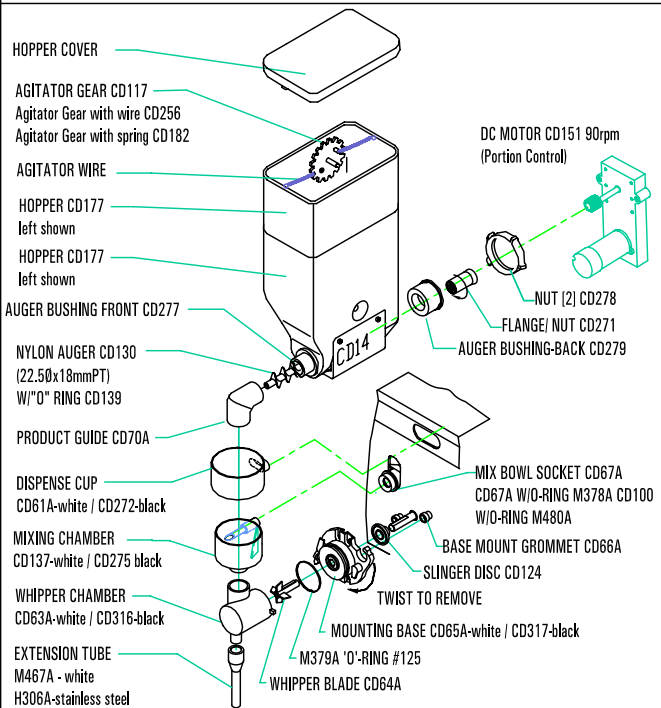 HOPPER COVER
AGITATOR GEAR CD117
Agitator Gear with wire CD256
Agitator Gear with spring CD182
AGITATOR WIRE
HOPPER CD177
left shown
HOPPER CD177
left shown
AUGER BUSHING FRONT CD277
NYLON AUGER CD130
(22.5Øx18mmPT)
W/"O" RING CD139
PRODUCT GUIDE CD70A
DISPENSE CUP
CD61A-white / CD272-black
MIXING CHAMBER
CD137-white / CD275 black
WHIPPER CHAMBER
CD63A-white / CD316-black
EXTENSION TUBE
M467A - white
H306A-stainless steel
DC MOTOR CD151 90rpm
(Portion Control)
NUT [2] CD278
FLANGE/ NUT CD271
AUGER BUSHING-BACK CD279
CD14
MIX BOWL SOCKET CD67A
CD67A W/O-RING M378A CD100
W/O-RING M480A
BASE MOUNT GROMMET CD66A
SLINGER DISC CD124
TWIST TO REMOVE
MOUNTING BASE CD65A-white / CD317-black
M379A 'O'-RING #125
WHIPPER BLADE CD64A